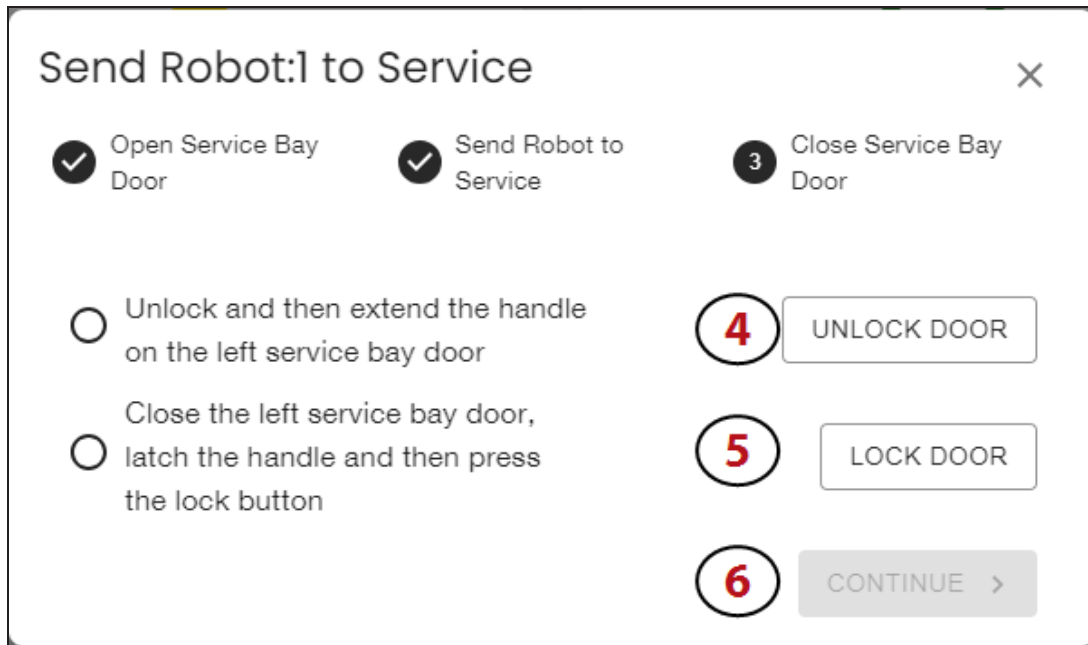 Send Robot:1 to Service
Open Service Bay
Door
Send Robot to
Service
3
Close Service Bay
Door
Unlock and then extend the handle
on the left service bay door
4
UNLOCK DOOR
Close the left service bay door,
latch the handle and then press
the lock button
5
LOCK DOOR
6
CONTINUE